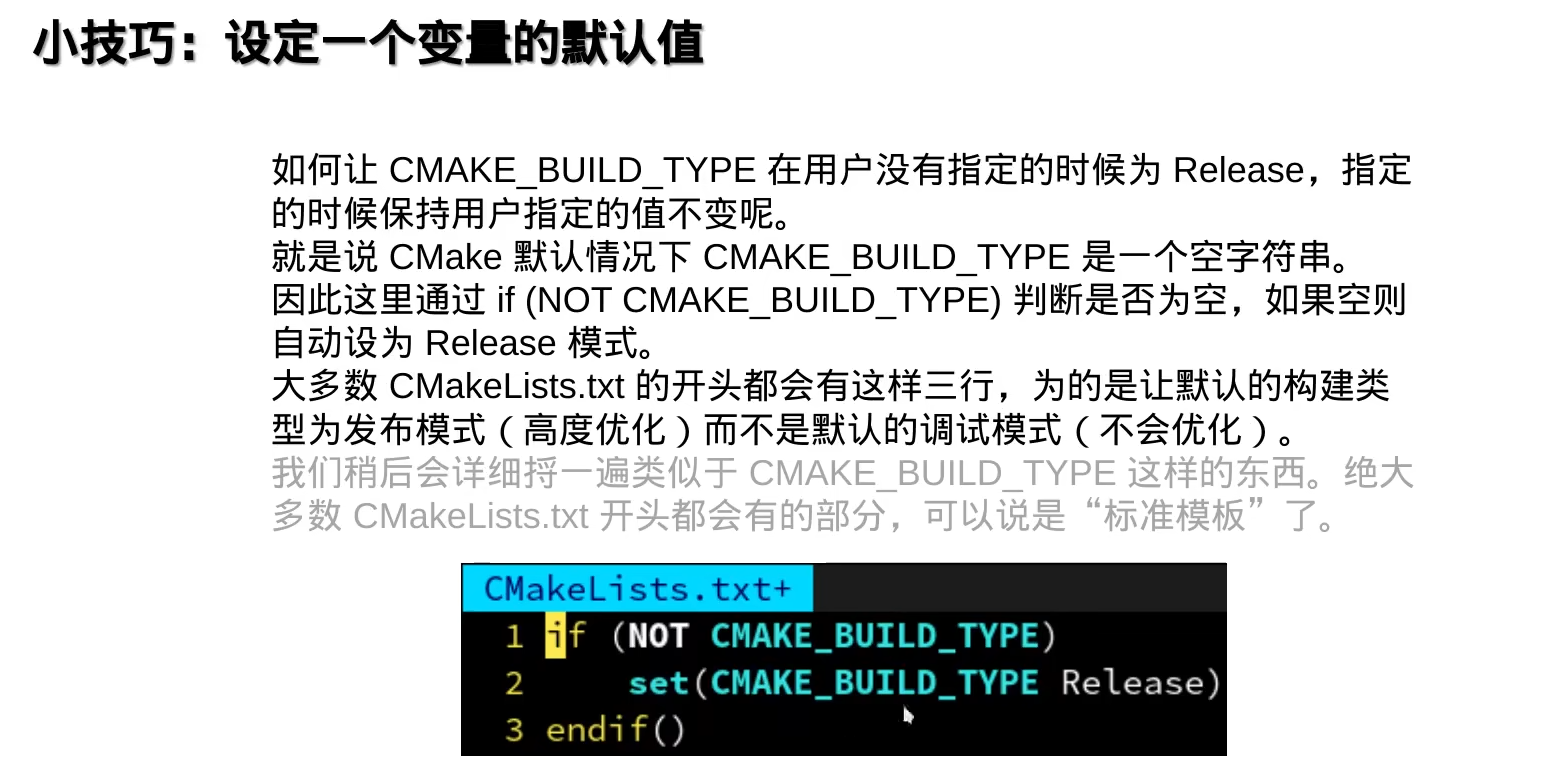 小技巧：设定一个变量的默认值
如何让 CMAKE_BUILD_TYPE 在用户没有指定的时候为 Release，指定
的时候保持用户指定的值不变呢。
就是说 CMake 默认情况下 CMAKE_BUILD_TYPE 是一个空字符串。
因此这里通过 if (NOT CMAKE_BUILD_TYPE) 判断是否为空，如果空则
自动设为 Release 模式。
大多数 CMakeLists.txt 的开头都会有这样三行，为的是让默认的构建类
型为发布模式（高度优化）而不是默认的调试模式（不会优化）。
我们稍后会详细捋一遍类似于 CMAKE_BUILD_TYPE 这样的东西。绝大
多数 CMakeLists.txt 开头都会有的部分，可以说是“标准模板”了。
CMakeLists.txt+
1 if (NOT CMAKE_BUILD_TYPE)
2     set(CMAKE_BUILD_TYPE Release)
3 endif()